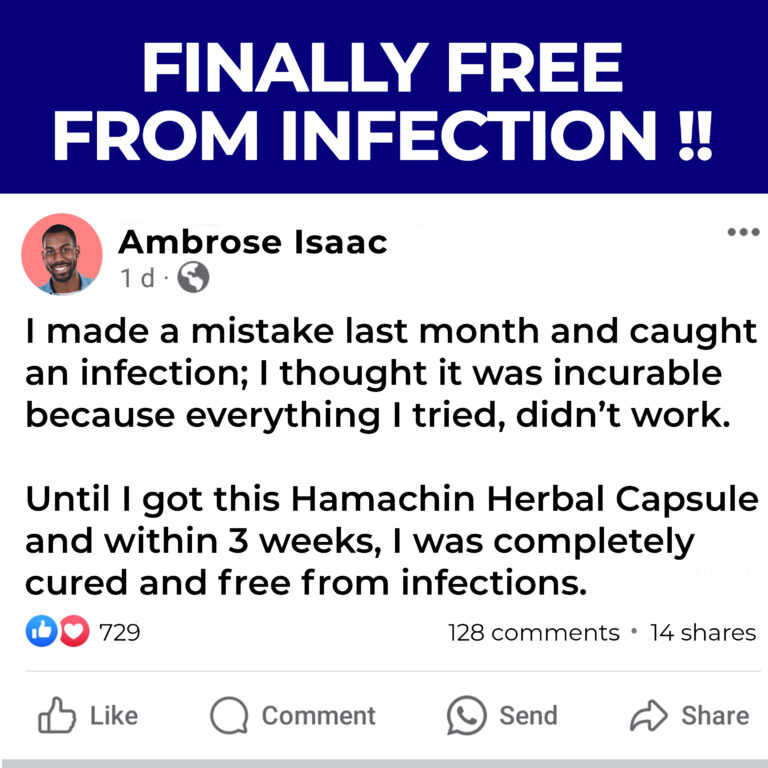 FINALLY FREE
FROM INFECTION !!
Ambrose Isaac
1 d ·
I made a mistake last month and caught
an infection; I thought it was incurable
because everything I tried, didn’t work.
Until I got this Hamachin Herbal Capsule
and within 3 weeks, I was completely
cured and free from infections.
729
128 comments • 14 shares
Like
Comment
Send
Share